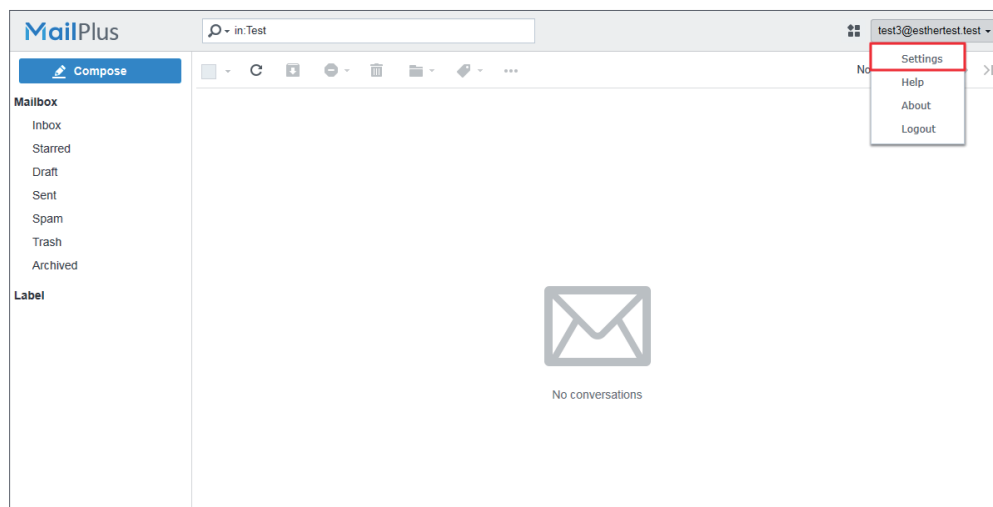 MailPlus
in:Test
test3@esthertest.test
Compose
No
Settings
Help
About
Logout
Mailbox
Inbox
Starred
Draft
Sent
Spam
Trash
Archived
Label
No conversations